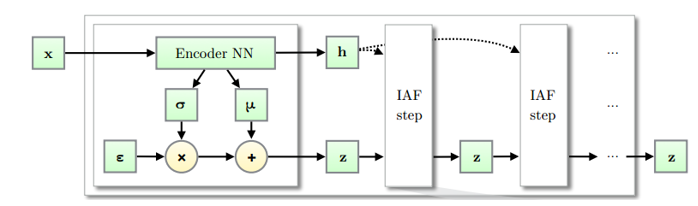 x
Encoder NN
h
...
σ
μ
IAF
step
IAF
step
...
ε
×
+
z
z
...
z